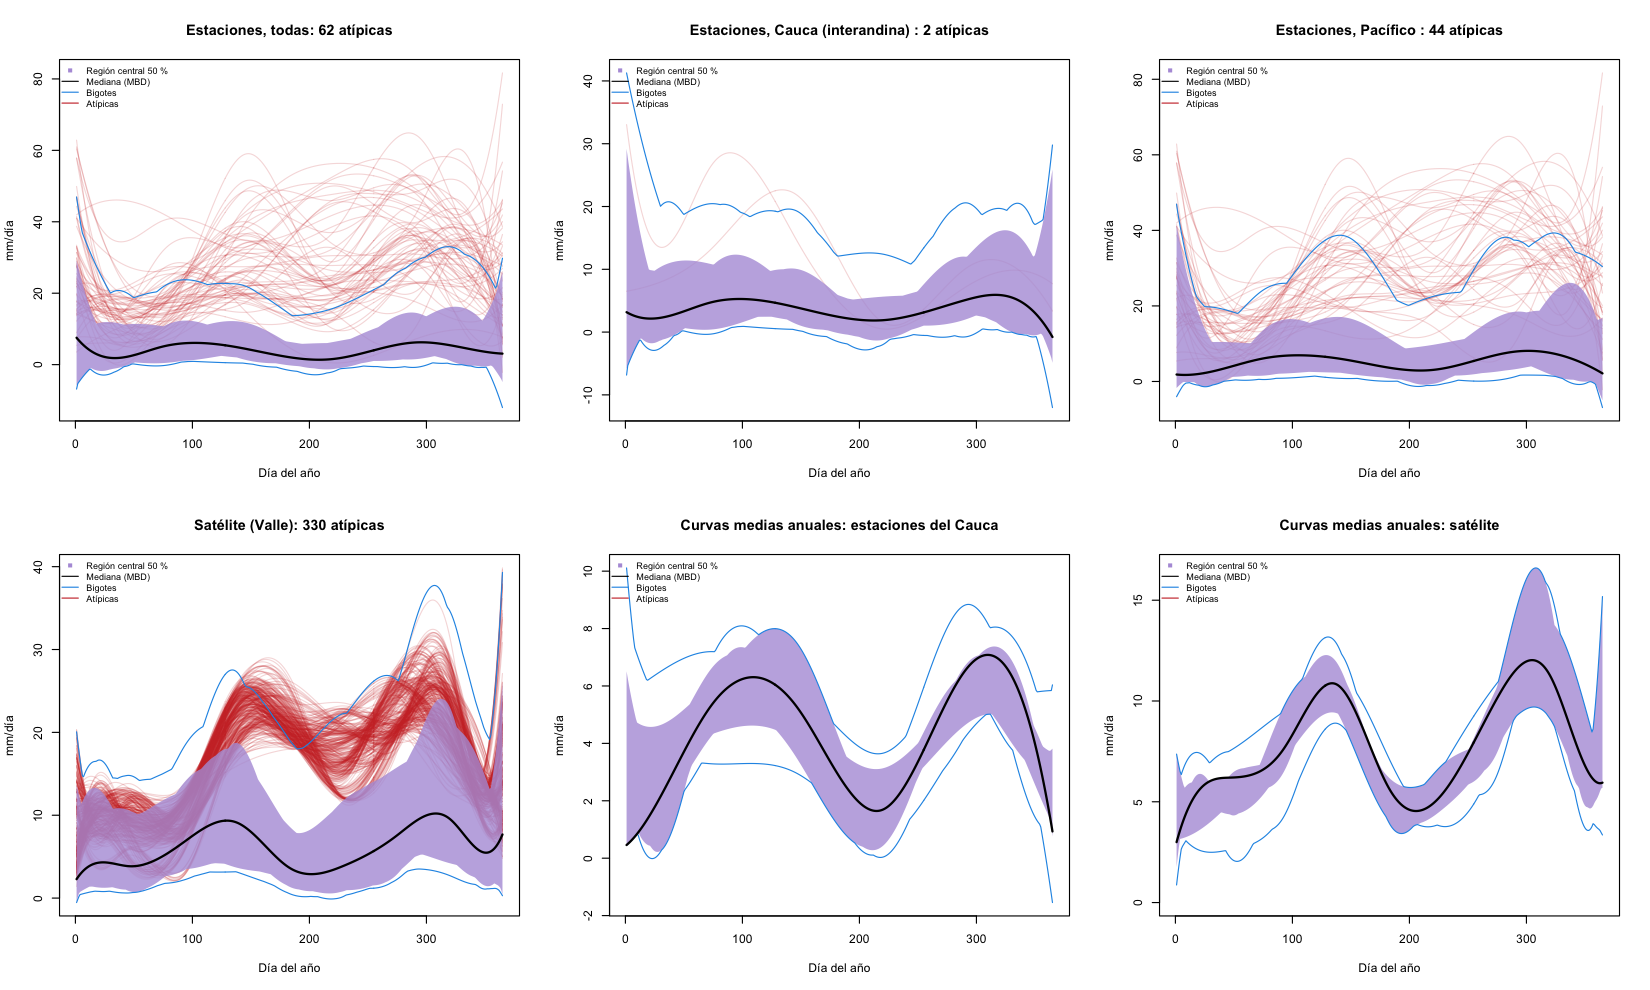 Estaciones, todas: 62 atípicas
Región central 50 %
Mediana (MBD)
Bigotes
Atípicas
mm/día
80
60
40
20
0
0 100 200 300
Día del año
Estaciones, Cauca (interandina) : 2 atípicas
Región central 50 %
Mediana (MBD)
Bigotes
Atípicas
mm/día
40
30
20
10
0
-10
0 100 200 300
Día del año
Estaciones, Pacífico : 44 atípicas
Región central 50 %
Mediana (MBD)
Bigotes
Atípicas
mm/día
80
60
40
20
0
0 100 200 300
Día del año
Satélite (Valle): 330 atípicas
Región central 50 %
Mediana (MBD)
Bigotes
Atípicas
mm/día
40
30
20
10
0
0 100 200 300
Día del año
Curvas medias anuales: estaciones del Cauca
Región central 50 %
Mediana (MBD)
Bigotes
Atípicas
mm/día
10
8
6
4
2
0
-2
0 100 200 300
Día del año
Curvas medias anuales: satélite
Región central 50 %
Mediana (MBD)
Bigotes
Atípicas
mm/día
15
10
5
0
0 100 200 300
Día del año